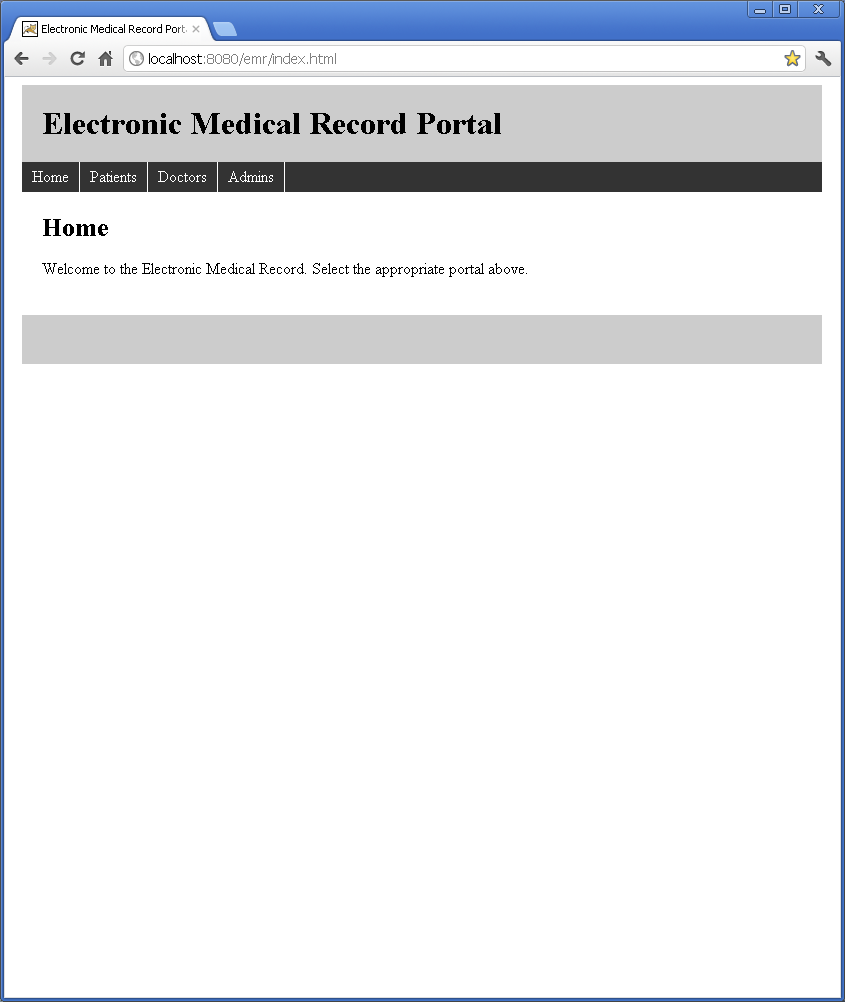 Electronic Medical Record Port
localhost:8080/emr/index.html
Electronic Medical Record Portal
Home Patients Doctors Admins
Home
Welcome to the Electronic Medical Record. Select the appropriate portal above.